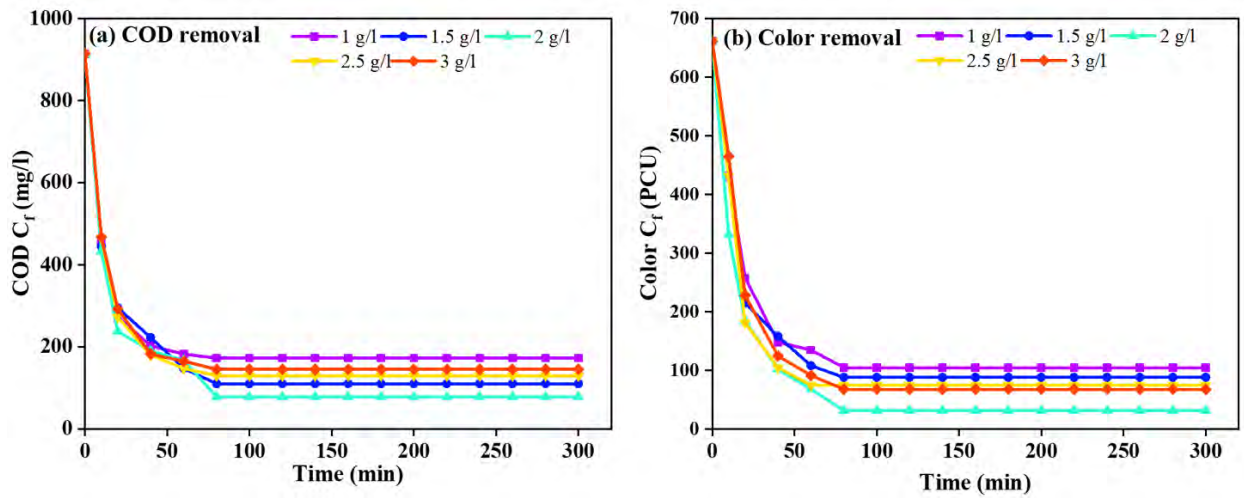 (a) COD removal
1 g/l
1.5 g/l
2 g/l
2.5 g/l
3 g/l
COD Cf (mg/l)
1000
800
600
400
200
0
0 50 100 150 200 250 300
Time (min)
(b) Color removal
1 g/l
1.5 g/l
2 g/l
2.5 g/l
3 g/l
Color Cf (PCU)
700
600
500
400
300
200
100
0
0 50 100 150 200 250 300
Time (min)